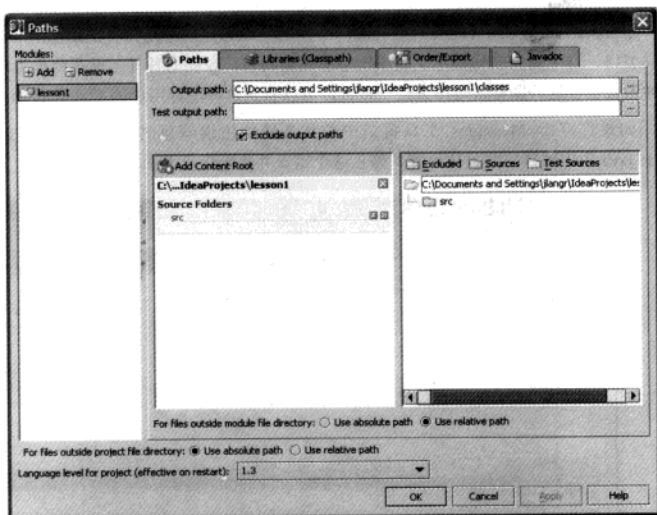 Paths
Modules:
Add Remove
lesson1
Paths Libraries (Classpath) Order/Export Javadoc
Output path: C:\Documents and Settings\jlangr\IdeaProjects\lesson1\classes ...
Test output path: ...
Exclude output paths
Add Content Root
C:\...IdeaProjects\lesson1
Source Folders
src
Excluded Sources Test Sources
C:\Documents and Settings\jlangr\IdeaProjects\les
src
For files outside module file directory: Use absolute path Use relative path
For files outside project file directory: Use absolute path Use relative path
Language level for project (effective on restart): 1.3
OK Cancel Apply Help